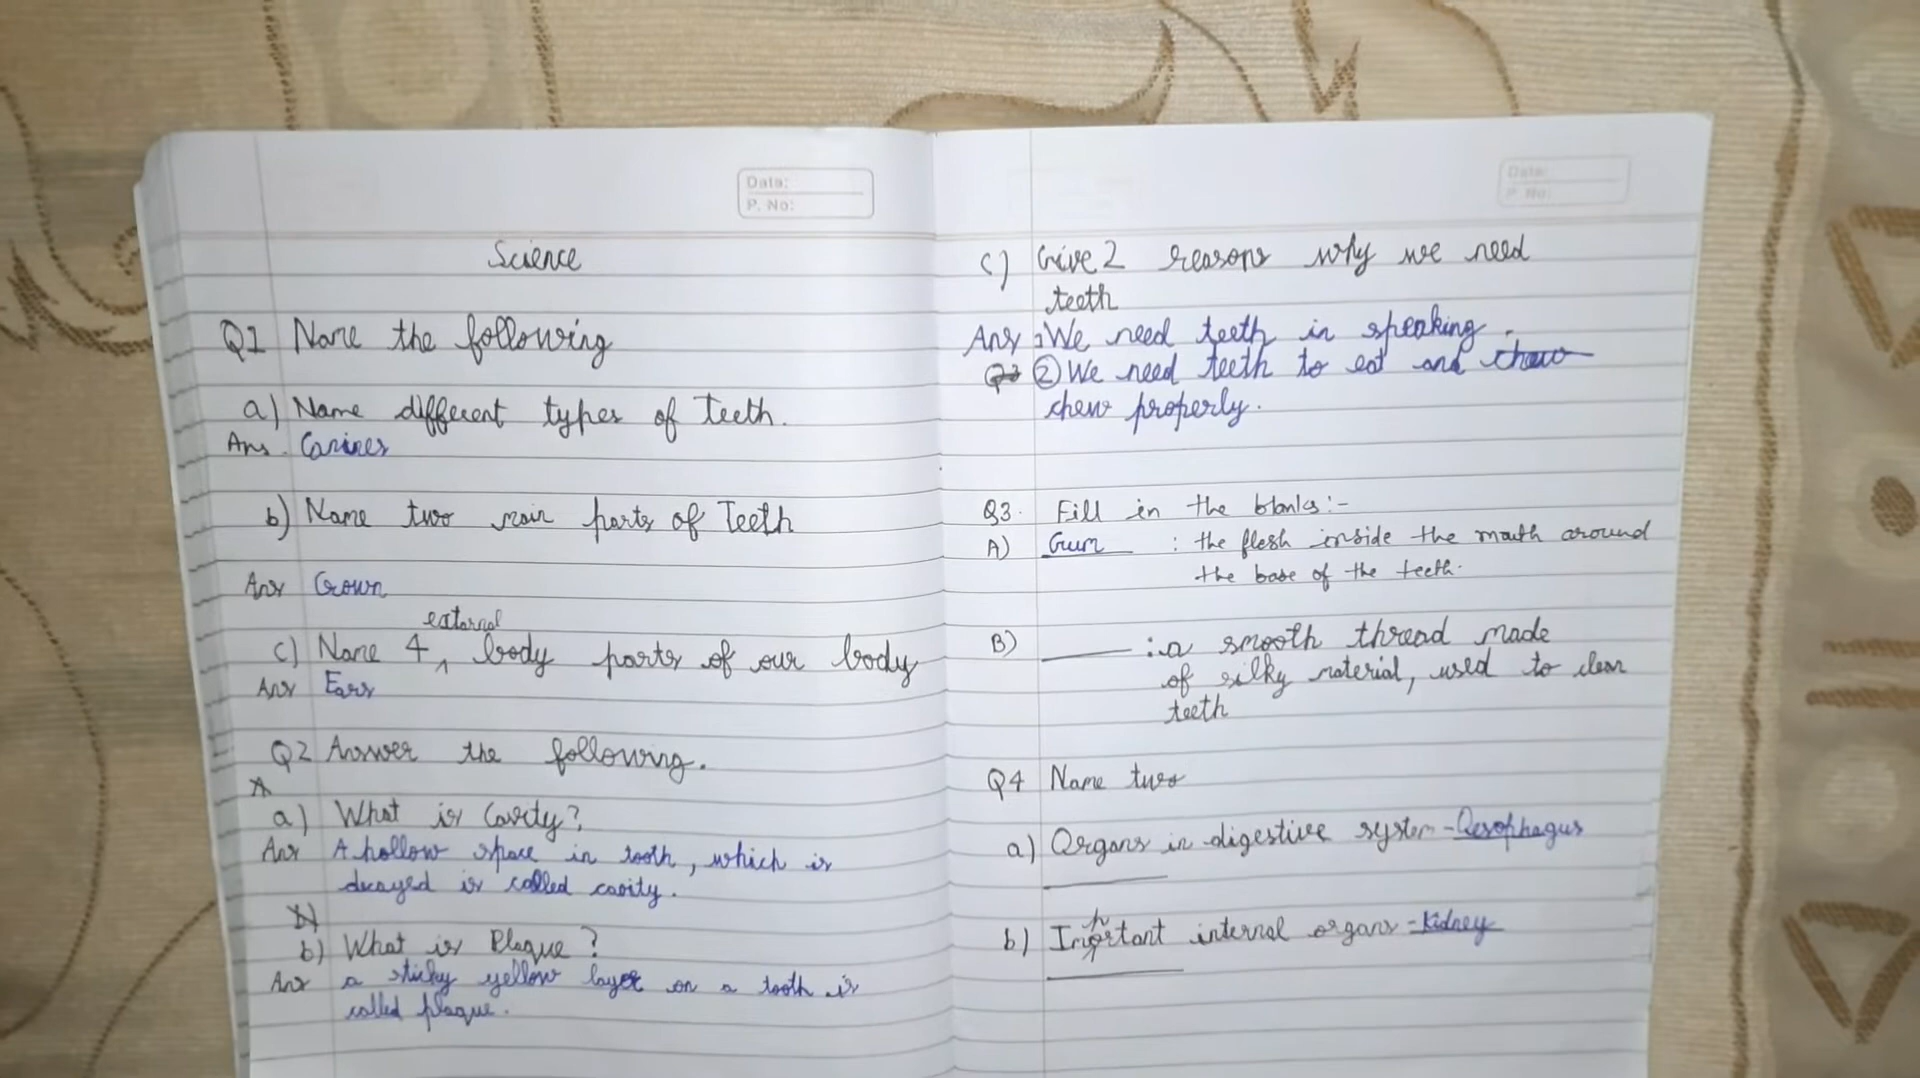 Data:
P. No:
Science
Q1 Name the following
a) Name different types of Teeth.
Ans. Canines
b) Name two main parts of Teeth
Ans Crown
external
c) Name 4 ^ body parts of our body
Ans Ears
Q2 Answer the following.
a) What is Cavity?
Ans A hollow space in tooth, which is
decayed is called cavity.
b) What is Plaque?
Ans a sticky yellow layer on a tooth is
called plaque.
Data:
P. No:
c) Give 2 reasons why we need
teeth
Ans We need teeth in speaking.
② We need teeth to eat and chew
chew properly.
Q3. Fill in the blanks:-
A) Gum : the flesh inside the mouth around
the base of the teeth.
B) ______ : a smooth thread made
of silky material, used to clean
teeth
Q4 Name two
a) Organs in digestive system - Oesophagus
______
b) Important internal organs - Kidney
______